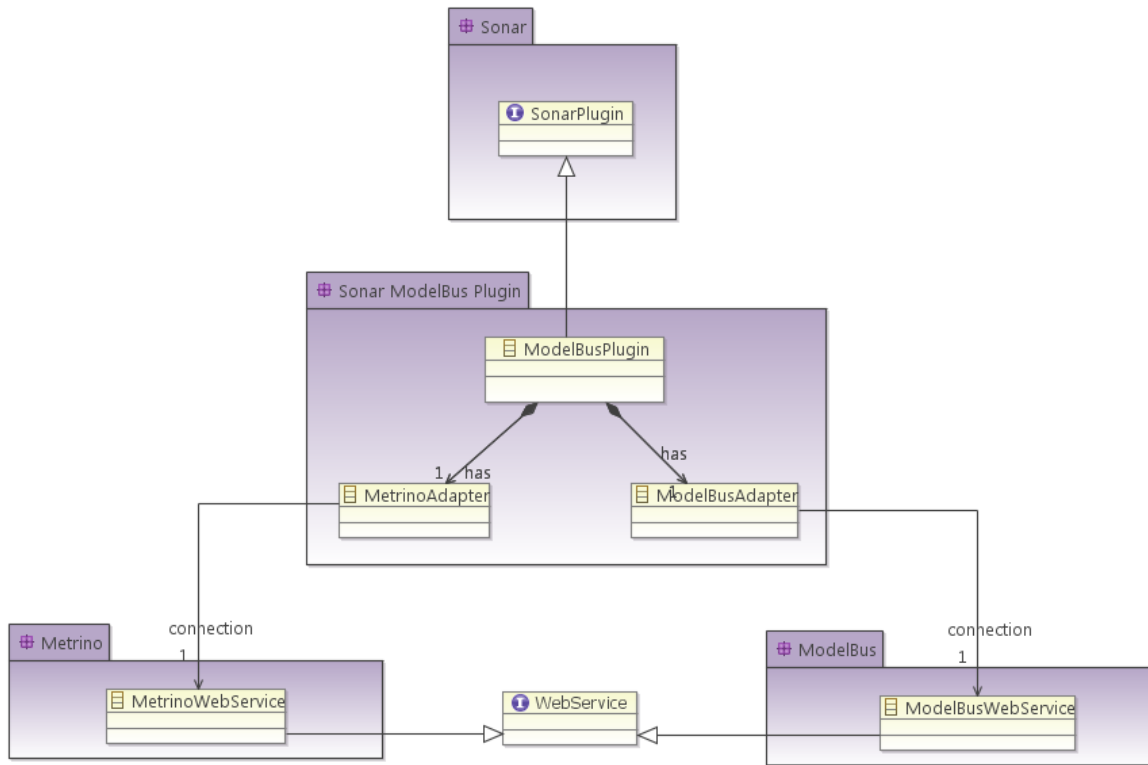 Sonar
SonarPlugin
Sonar ModelBus Plugin
ModelBusPlugin
has
1 has
MetrinoAdapter
1
ModelBusAdapter
connection
1
connection
1
Metrino
ModelBus
MetrinoWebService
WebService
ModelBusWebService